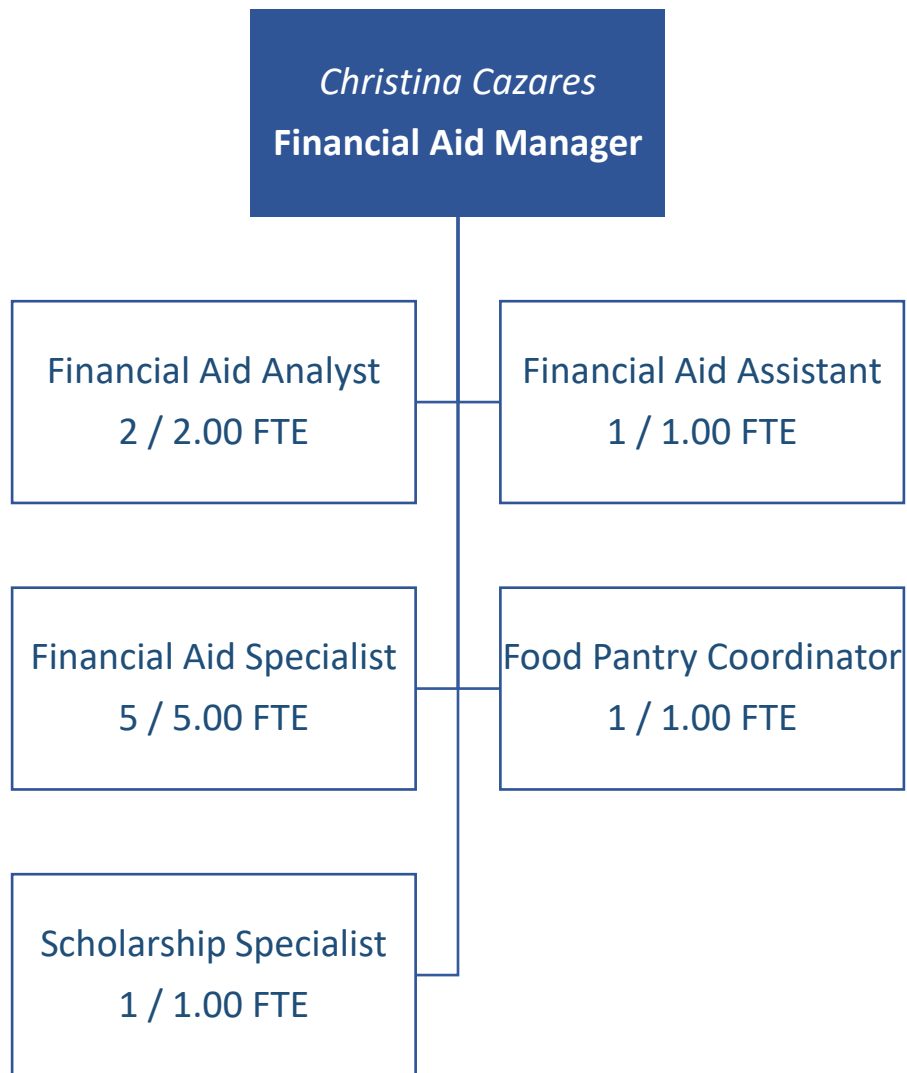 Christina Cazares
Financial Aid Manager
Financial Aid Analyst
2 / 2.00 FTE
Financial Aid Assistant
1 / 1.00 FTE
Financial Aid Specialist
5 / 5.00 FTE
Food Pantry Coordinator
1 / 1.00 FTE
Scholarship Specialist
1 / 1.00 FTE